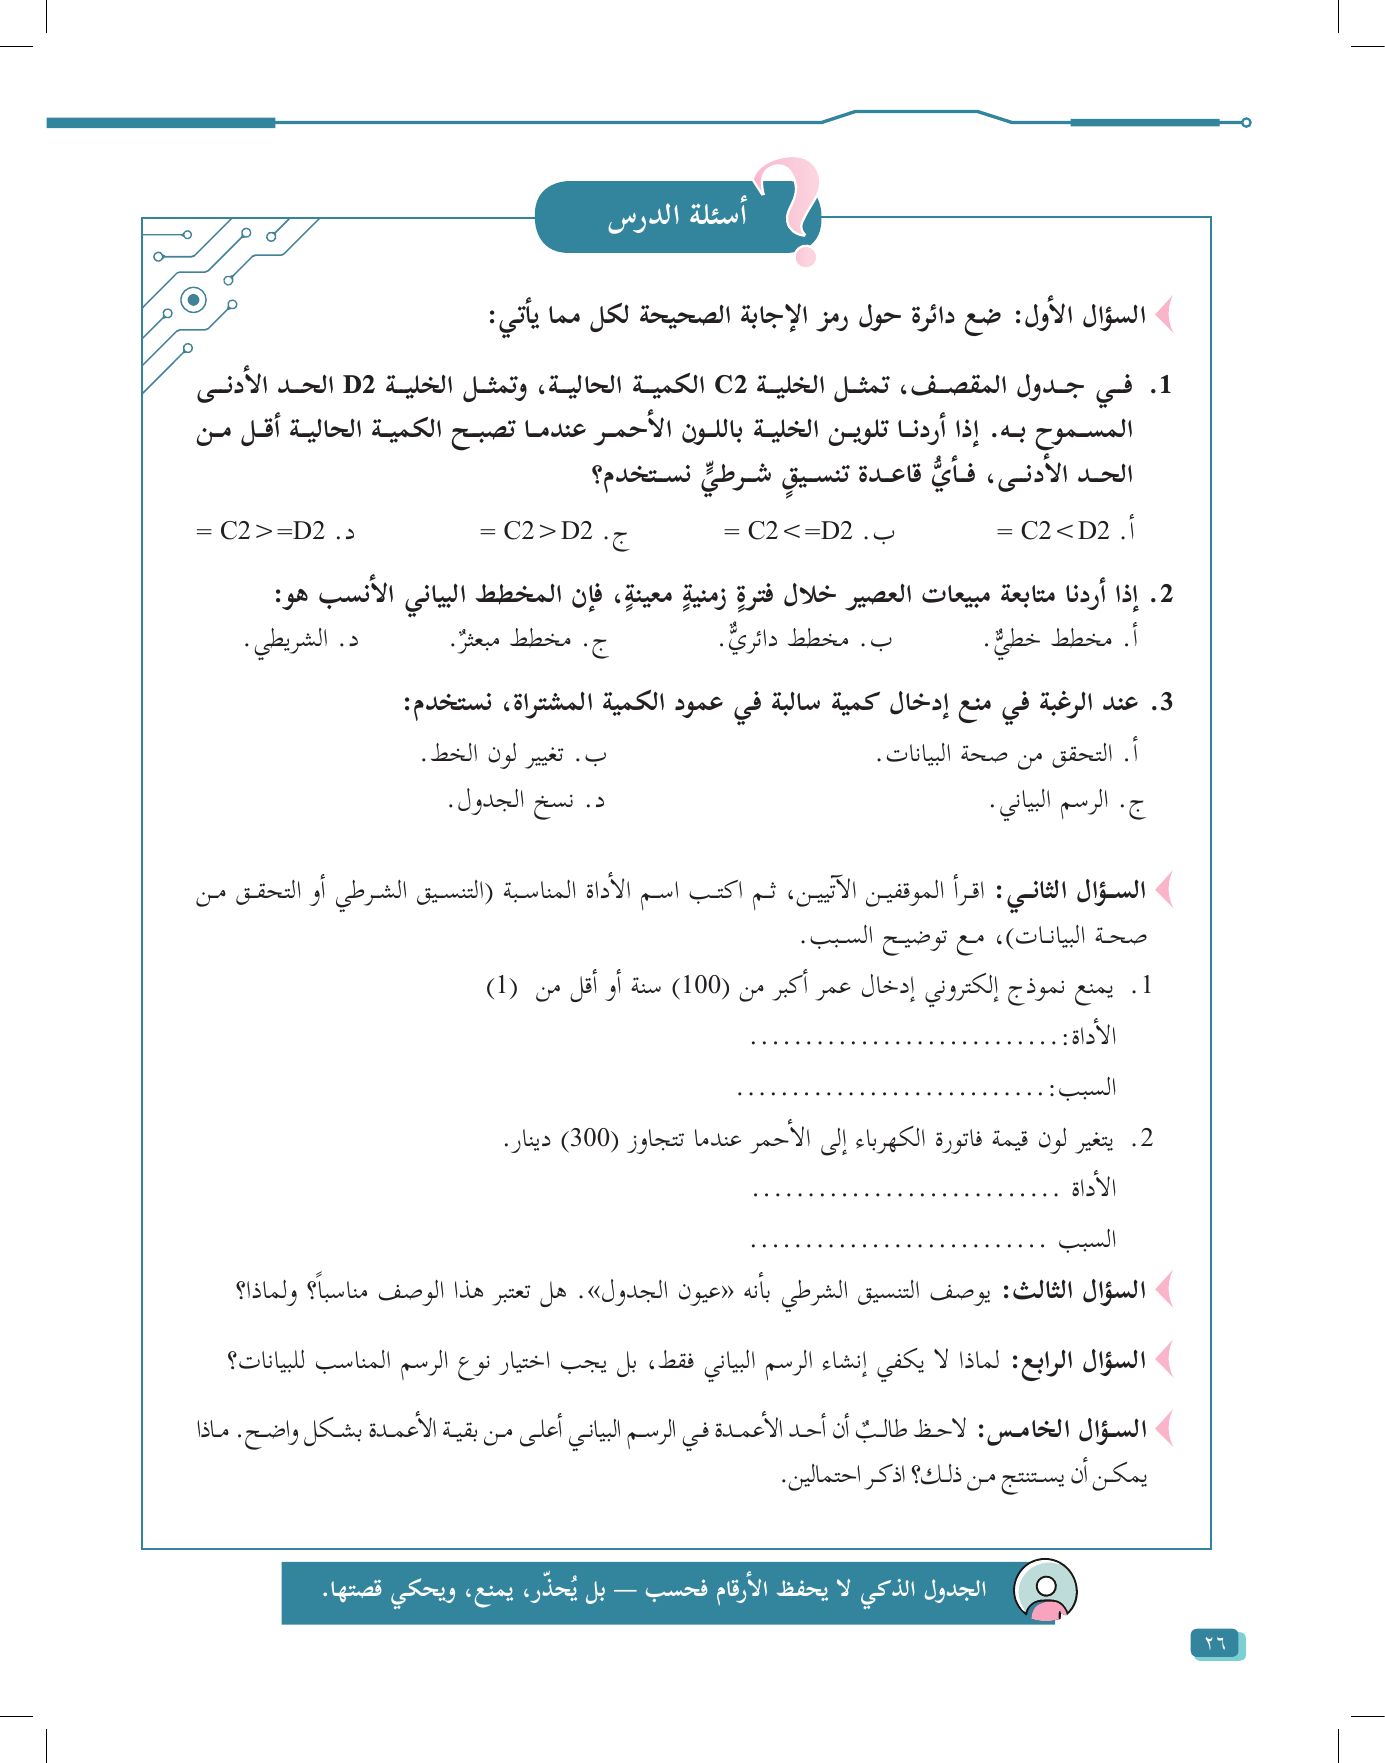 أسئلة الدرس
السؤال الأول: ضع دائرة حول رمز الإجابة الصحيحة لكل مما يأتي:
1. في جدول المقصف، تمثل الخلية C2 الكمية الحالية، وتمثل الخلية D2 الحد الأدنى
المسموح به. إذا أردنا تلوين الخلية باللون الأحمر عندما تصبح الكمية الحالية أقل من
الحد الأدنى، فأيُّ قاعدة تنسيقٍ شرطيٍّ نستخدم؟
أ. = C2<D2 ب. = C2<=D2 ج. = C2>D2 د. = C2>=D2
2. إذا أردنا متابعة مبيعات العصير خلال فترةٍ زمنيةٍ معينةٍ، فإن المخطط البياني الأنسب هو:
أ. مخطط خطيٌّ. ب. مخطط دائريٌّ. ج. مخطط مبعثرٌ. د. الشريطي.
3. عند الرغبة في منع إدخال كمية سالبة في عمود الكمية المشتراة، نستخدم:
أ. التحقق من صحة البيانات. ب. تغيير لون الخط.
ج. الرسم البياني. د. نسخ الجدول.
السؤال الثاني: اقرأ الموقفين الآتيين، ثم اكتب اسم الأداة المناسبة (التنسيق الشرطي أو التحقق من
صحة البيانات)، مع توضيح السبب.
1. يمنع نموذج إلكتروني إدخال عمر أكبر من (100) سنة أو أقل من (1)
الأداة:............................
السبب:............................
2. يتغير لون قيمة فاتورة الكهرباء إلى الأحمر عندما تتجاوز (300) دينار.
الأداة ............................
السبب ...........................
السؤال الثالث: يوصف التنسيق الشرطي بأنه «عيون الجدول». هل تعتبر هذا الوصف مناسباً؟ ولماذا؟
السؤال الرابع: لماذا لا يكفي إنشاء الرسم البياني فقط، بل يجب اختيار نوع الرسم المناسب للبيانات؟
السؤال الخامس: لاحظ طالبٌ أن أحد الأعمدة في الرسم البياني أعلى من بقية الأعمدة بشكل واضح. ماذا
يمكن أن يستنتج من ذلك؟ اذكر احتمالين.
الجدول الذكي لا يحفظ الأرقام فحسب — بل يُحذّر، يمنع، ويحكي قصتها.
٢٦